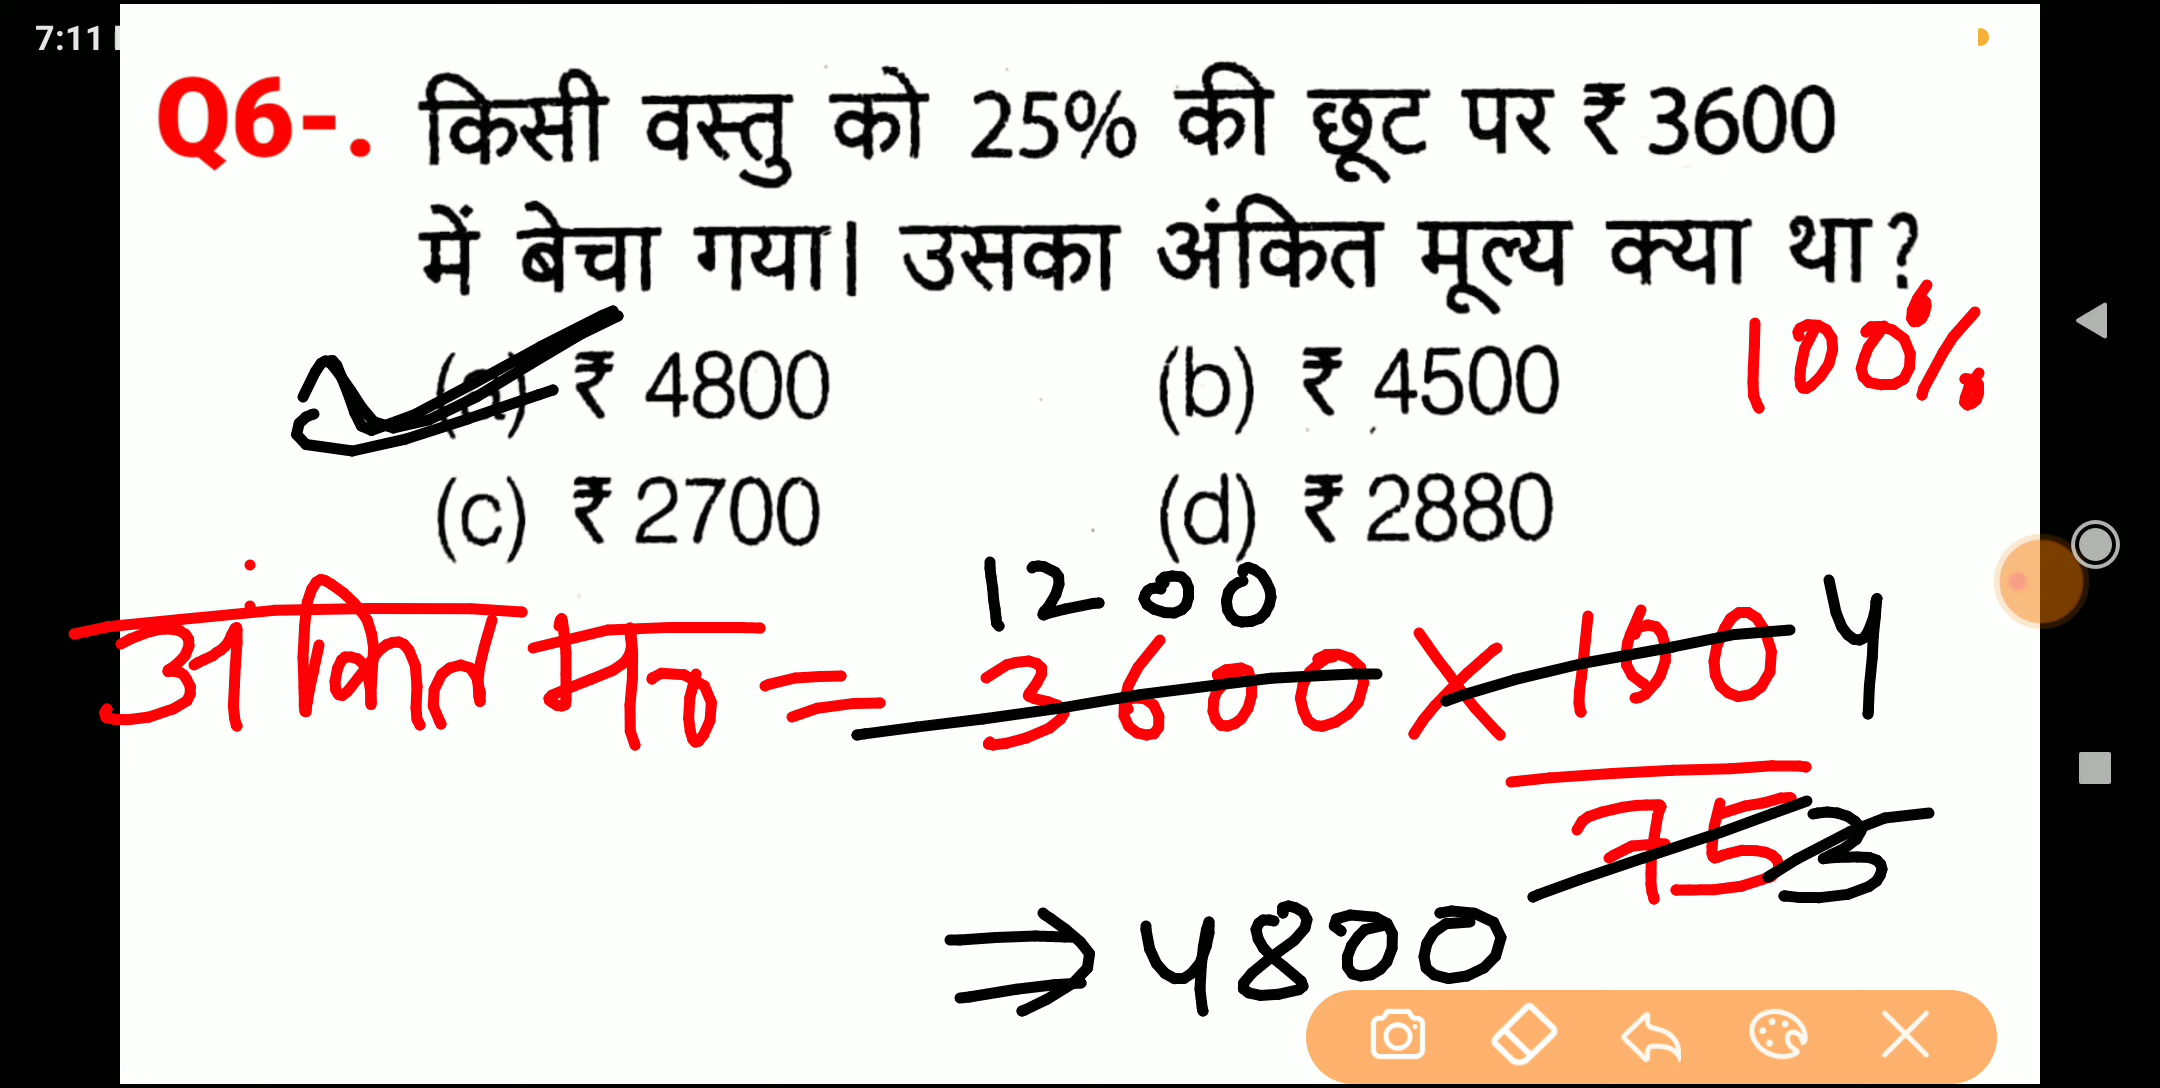 7:11
Q6-. किसी वस्तु को 25% की छूट पर ₹ 3600
में बेचा गया। उसका अंकित मूल्य क्या था?
100%
(a) ₹ 4800 (b) ₹ 4500
(c) ₹ 2700 (d) ₹ 2880
1200
अंकित मू० = 3600 × 100 4
75 3
⇒ 4800